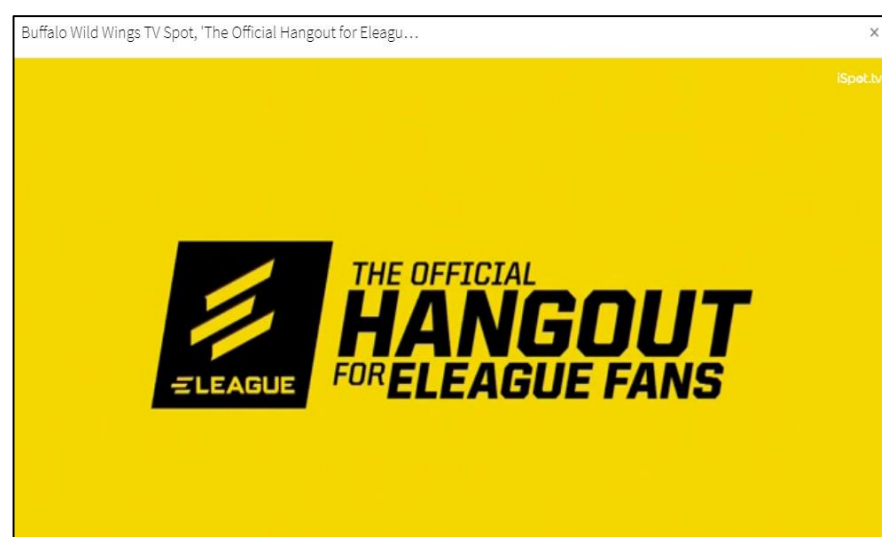 Buffalo Wild Wings TV Spot, 'The Official Hangout for Eleagu...
iSpot.tv
THE OFFICIAL
HANGOUT
FOR ELEAGUE FANS
ELEAGUE